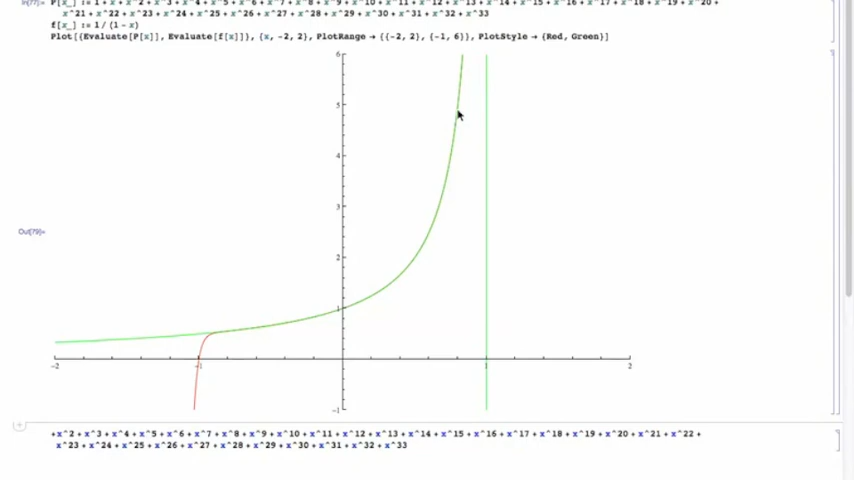 In[77]:= P[x_] := 1 + x + x^2 + x^3 + x^4 + x^5 + x^6 + x^7 + x^8 + x^9 + x^10 + x^11 + x^12 + x^13 + x^14 + x^15 + x^16 + x^17 + x^18 + x^19 + x^20 +
x^21 + x^22 + x^23 + x^24 + x^25 + x^26 + x^27 + x^28 + x^29 + x^30 + x^31 + x^32 + x^33
f[x_] := 1 / (1 - x)
Plot[{Evaluate[P[x]], Evaluate[f[x]]}, {x, -2, 2}, PlotRange → {{-2, 2}, {-1, 6}}, PlotStyle → {Red, Green}]
6
5
4
3
Out[79]=
2
1
-2 -1 1 2
-1
+x^2 + x^3 + x^4 + x^5 + x^6 + x^7 + x^8 + x^9 + x^10 + x^11 + x^12 + x^13 + x^14 + x^15 + x^16 + x^17 + x^18 + x^19 + x^20 + x^21 + x^22 +
x^23 + x^24 + x^25 + x^26 + x^27 + x^28 + x^29 + x^30 + x^31 + x^32 + x^33